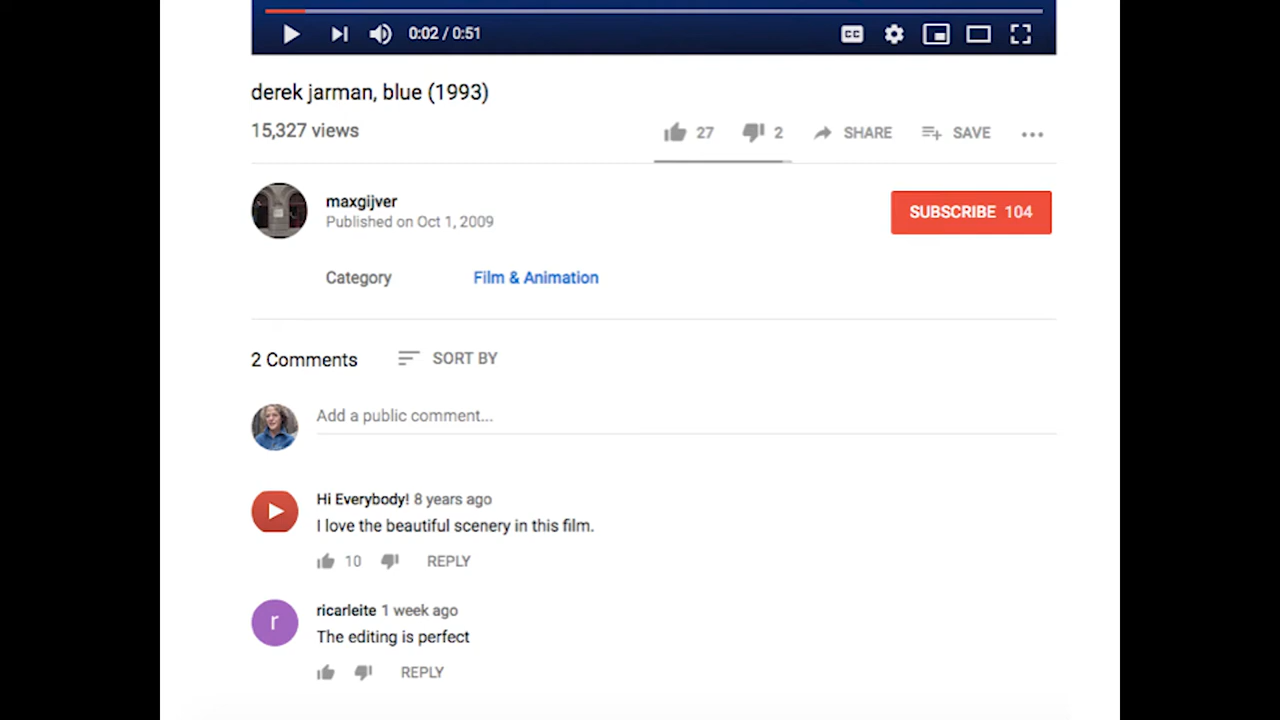 0:02 / 0:51
CC
derek jarman, blue (1993)
15,327 views
27
2
SHARE
SAVE
maxgijver
Published on Oct 1, 2009
SUBSCRIBE 104
Category
Film & Animation
2 Comments
SORT BY
Add a public comment...
Hi Everybody! 8 years ago
I love the beautiful scenery in this film.
10
REPLY
r
ricarleite 1 week ago
The editing is perfect
REPLY